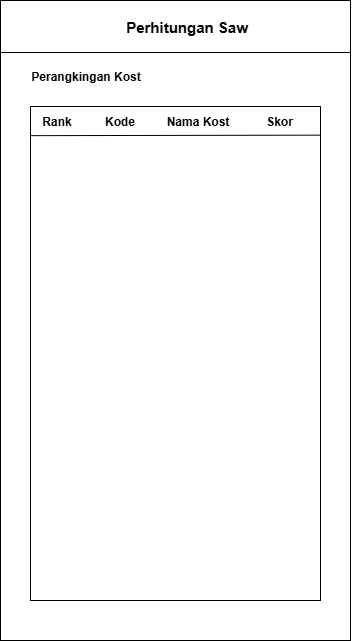 Perhitungan Saw
Perangkingan Kost
Rank Kode Nama Kost Skor